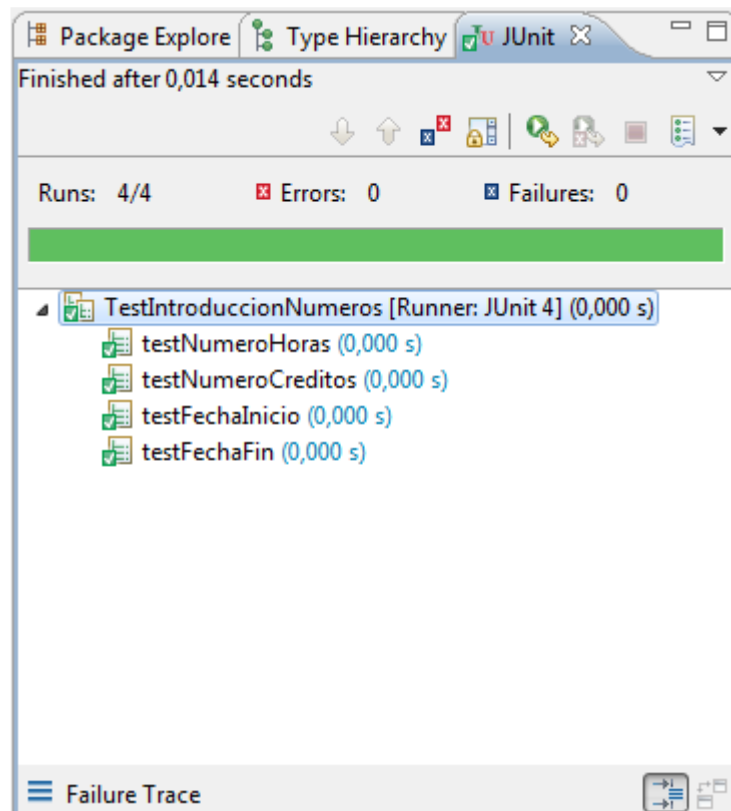 Package Explore Type Hierarchy JU JUnit
Finished after 0,014 seconds
Runs: 4/4 Errors: 0 Failures: 0
TestIntroduccionNumeros [Runner: JUnit 4] (0,000 s)
testNumeroHoras (0,000 s)
testNumeroCreditos (0,000 s)
testFechaInicio (0,000 s)
testFechaFin (0,000 s)
Failure Trace